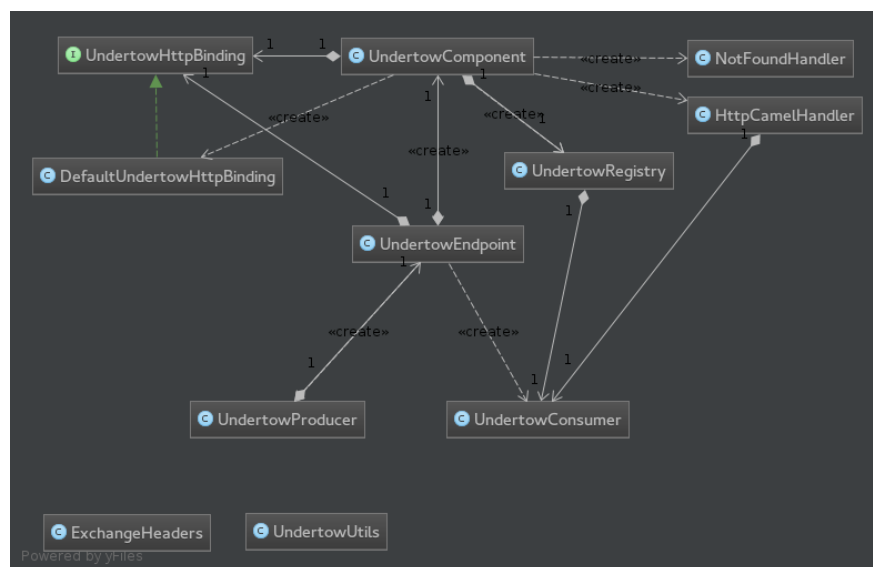 I UndertowHttpBinding
C UndertowComponent
C NotFoundHandler
C HttpCamelHandler
C DefaultUndertowHttpBinding
C UndertowRegistry
C UndertowEndpoint
C UndertowProducer
C UndertowConsumer
C ExchangeHeaders
C UndertowUtils
1
1
«create»
1
1
«create»
1
«create»
«create»
1
1
1
«create»
1
1
1
1
«create»
«create»
1
1
1
Powered by yFiles